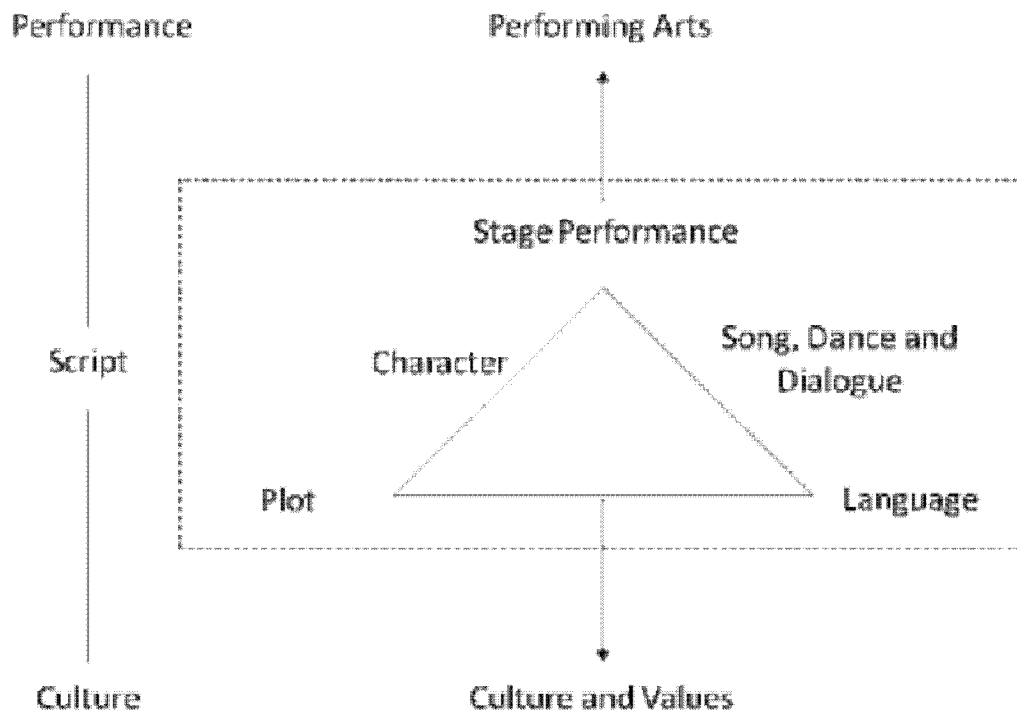 Performance
Performing Arts
Stage Performance
Script
Character
Song, Dance and
Dialogue
Plot
Language
Culture
Culture and Values